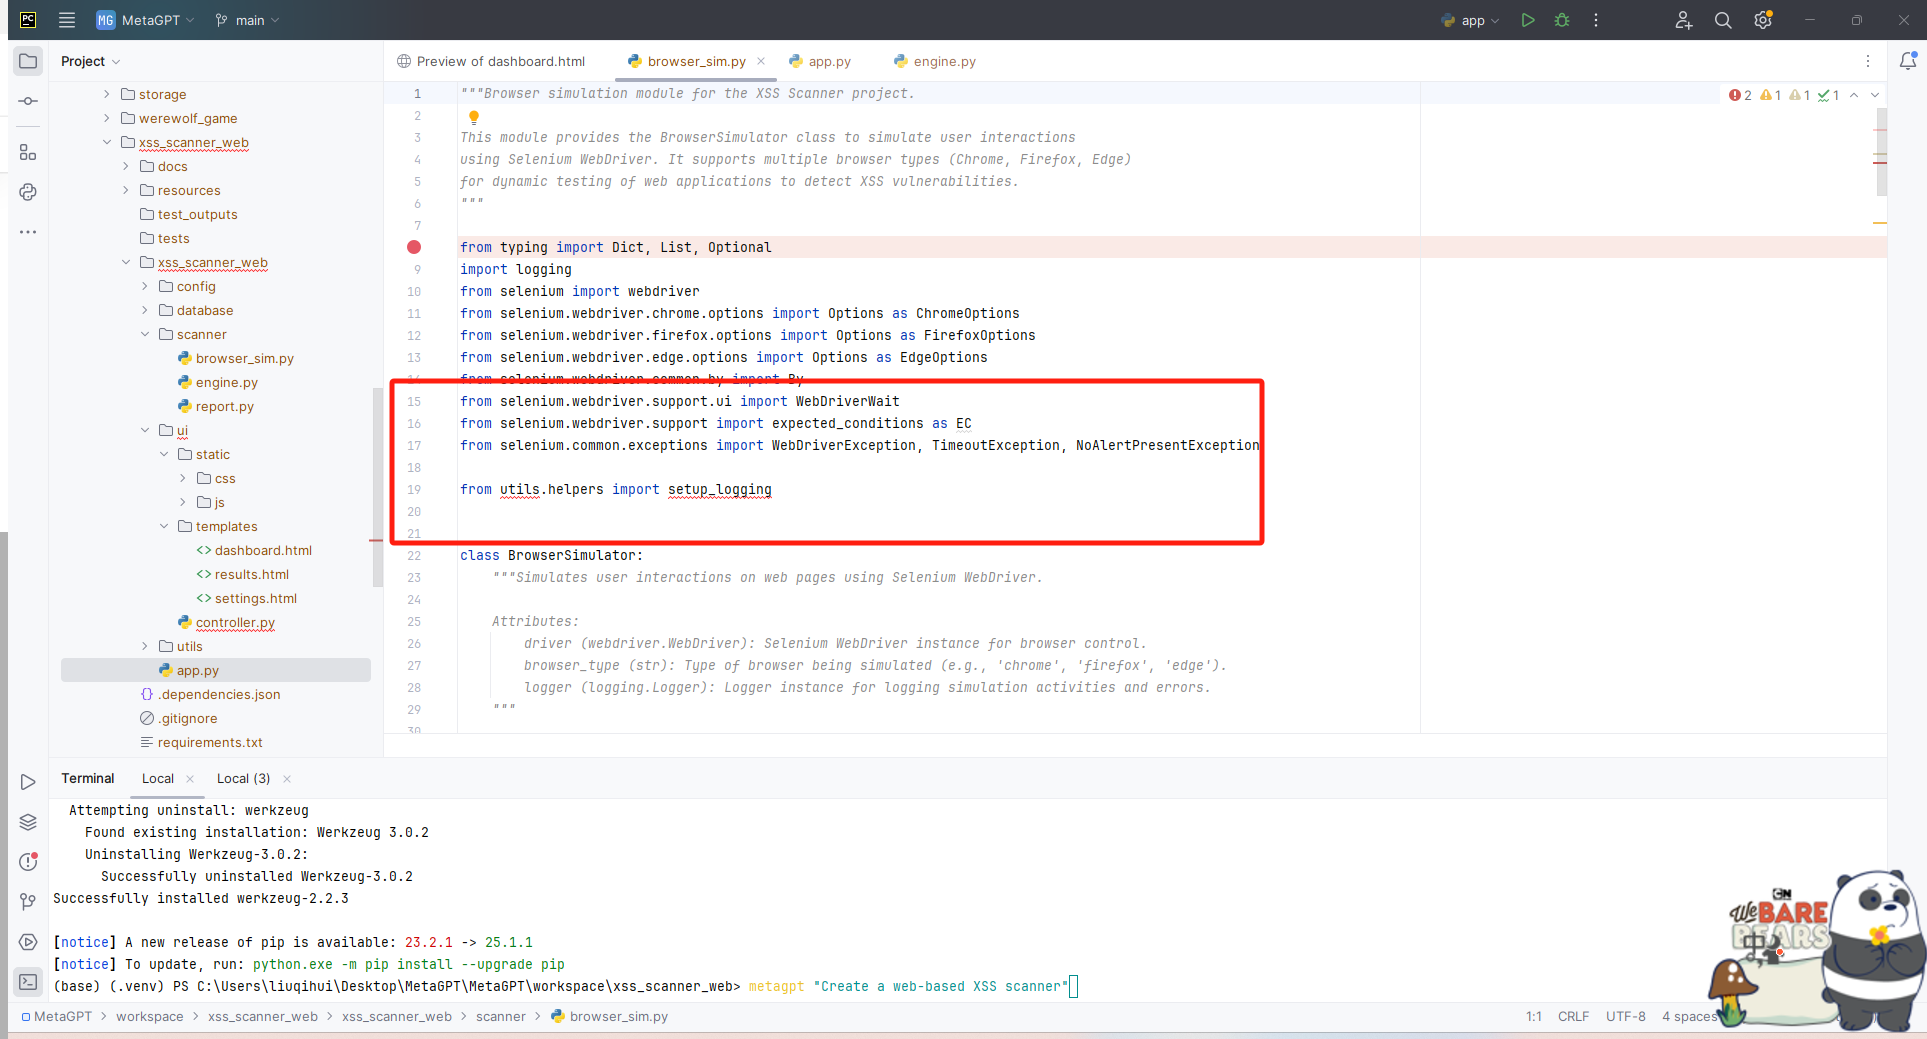 PC MG MetaGPT main app
Project
Preview of dashboard.html browser_sim.py app.py engine.py
storage
werewolf_game
xss_scanner_web
docs
resources
test_outputs
tests
xss_scanner_web
config
database
scanner
browser_sim.py
engine.py
report.py
ui
static
css
js
templates
dashboard.html
results.html
settings.html
controller.py
utils
app.py
.dependencies.json
.gitignore
requirements.txt
2 1 1 1
1 """Browser simulation module for the XSS Scanner project.
2
3 This module provides the BrowserSimulator class to simulate user interactions
4 using Selenium WebDriver. It supports multiple browser types (Chrome, Firefox, Edge)
5 for dynamic testing of web applications to detect XSS vulnerabilities.
6 """
7
from typing import Dict, List, Optional
9 import logging
10 from selenium import webdriver
11 from selenium.webdriver.chrome.options import Options as ChromeOptions
12 from selenium.webdriver.firefox.options import Options as FirefoxOptions
13 from selenium.webdriver.edge.options import Options as EdgeOptions
14 from selenium.webdriver.common.by import By
15 from selenium.webdriver.support.ui import WebDriverWait
16 from selenium.webdriver.support import expected_conditions as EC
17 from selenium.common.exceptions import WebDriverException, TimeoutException, NoAlertPresentException
18
19 from utils.helpers import setup_logging
20
21
22 class BrowserSimulator:
23 """Simulates user interactions on web pages using Selenium WebDriver.
24
25 Attributes:
26 driver (webdriver.WebDriver): Selenium WebDriver instance for browser control.
27 browser_type (str): Type of browser being simulated (e.g., 'chrome', 'firefox', 'edge').
28 logger (logging.Logger): Logger instance for logging simulation activities and errors.
29 """
30
Terminal Local Local (3)
Attempting uninstall: werkzeug
Found existing installation: Werkzeug 3.0.2
Uninstalling Werkzeug-3.0.2:
Successfully uninstalled Werkzeug-3.0.2
Successfully installed werkzeug-2.2.3
[notice] A new release of pip is available: 23.2.1 -> 25.1.1
[notice] To update, run: python.exe -m pip install --upgrade pip
(base) (.venv) PS C:\Users\liuqihui\Desktop\MetaGPT\MetaGPT\workspace\xss_scanner_web> metagpt "Create a web-based XSS scanner"
CN
We BARE
BEARS
中
MetaGPT > workspace > xss_scanner_web > xss_scanner_web > scanner > browser_sim.py
1:1 CRLF UTF-8 4 spaces